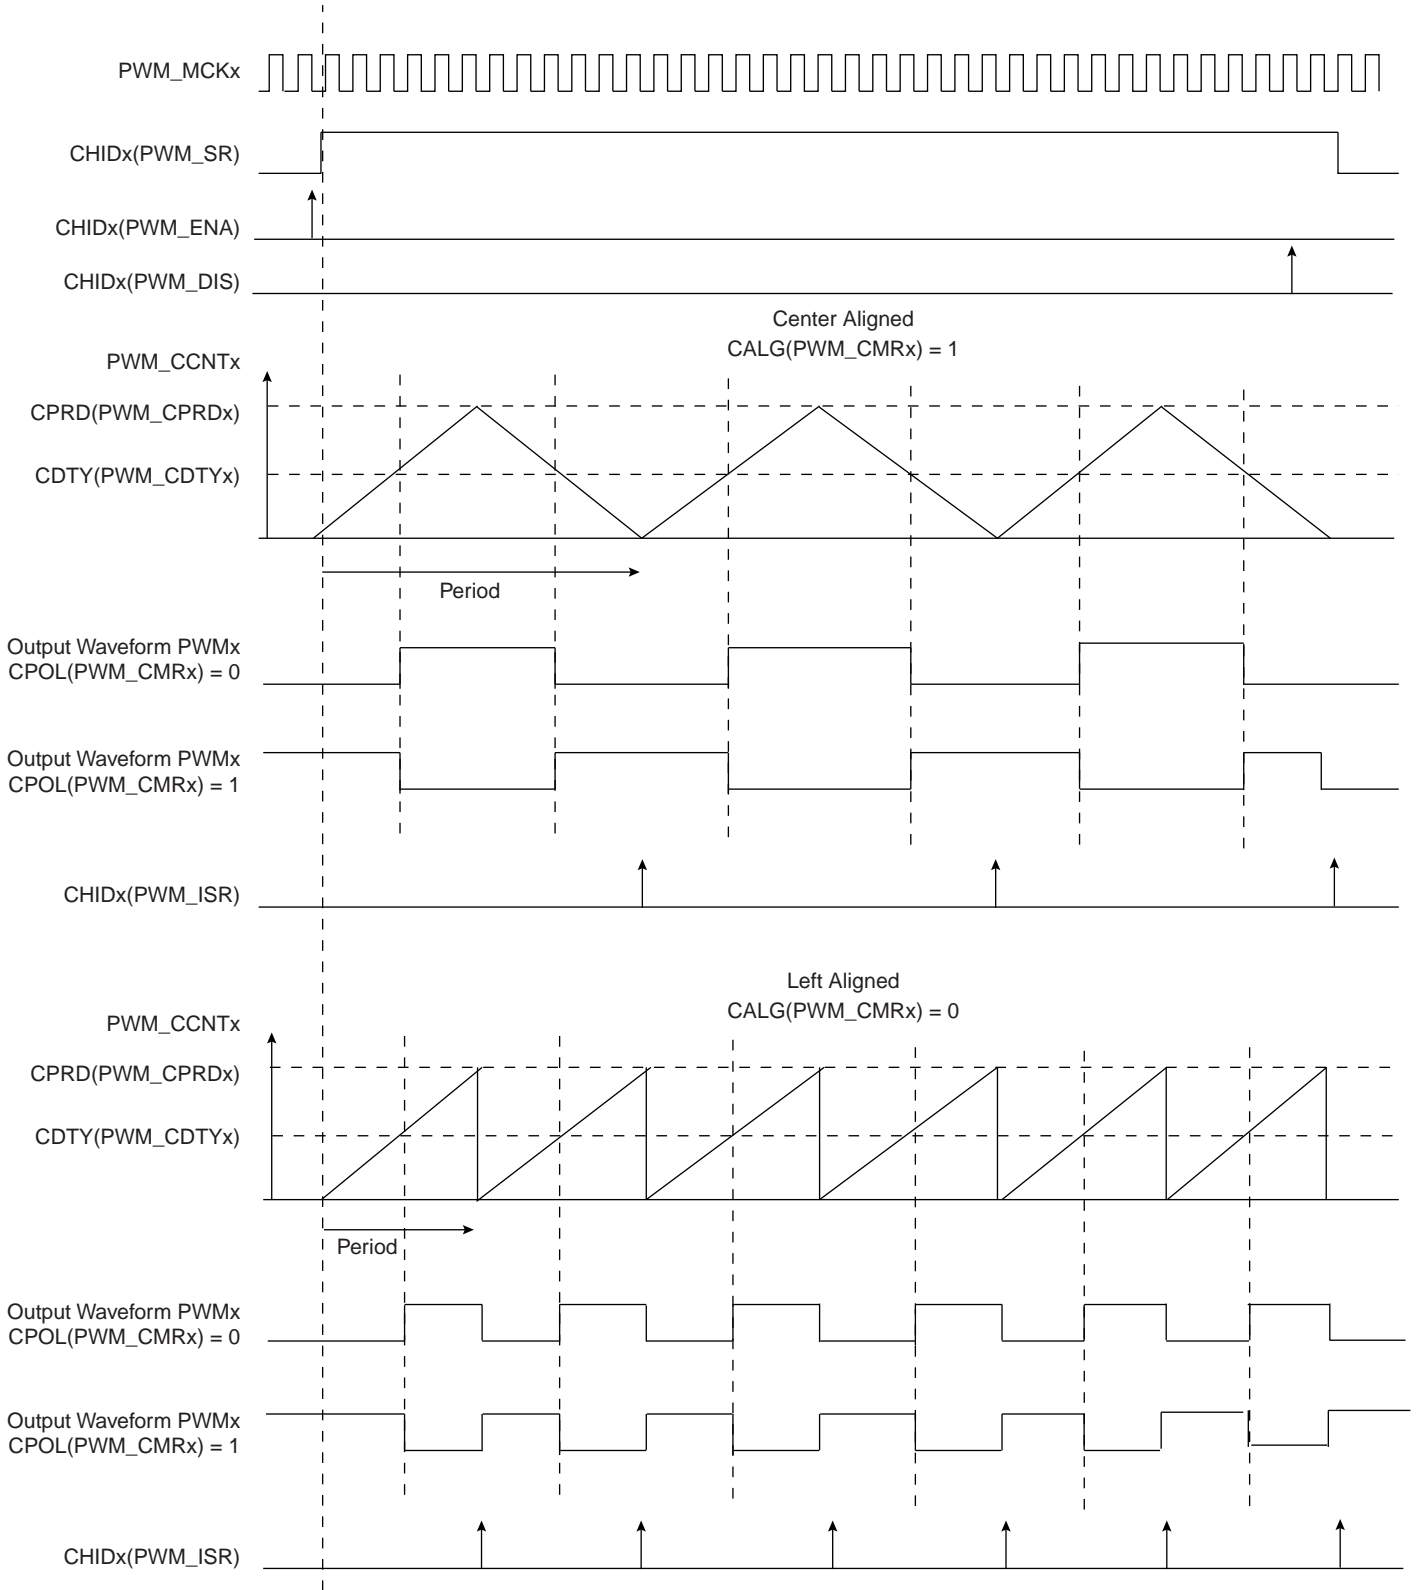 PWM_MCKx
CHIDx(PWM_SR)
CHIDx(PWM_ENA)
CHIDx(PWM_DIS)
Center Aligned
CALG(PWM_CMRx) = 1
PWM_CCNTx
CPRD(PWM_CPRDx)
CDTY(PWM_CDTYx)
Period
Output Waveform PWMx
CPOL(PWM_CMRx) = 0
Output Waveform PWMx
CPOL(PWM_CMRx) = 1
CHIDx(PWM_ISR)
Left Aligned
CALG(PWM_CMRx) = 0
PWM_CCNTx
CPRD(PWM_CPRDx)
CDTY(PWM_CDTYx)
Period
Output Waveform PWMx
CPOL(PWM_CMRx) = 0
Output Waveform PWMx
CPOL(PWM_CMRx) = 1
CHIDx(PWM_ISR)